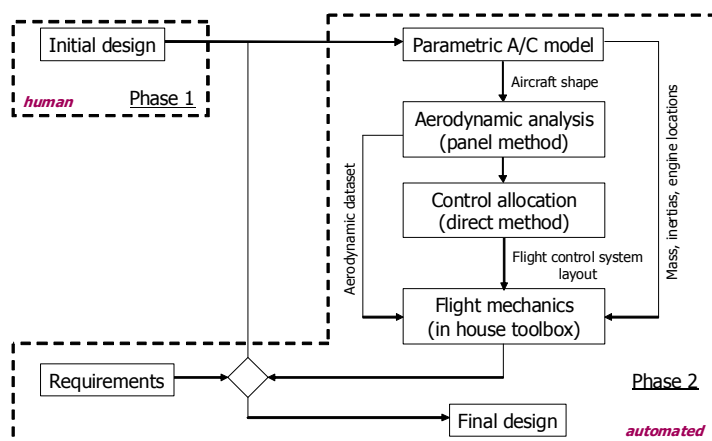 Initial design
human
Phase 1
Parametric A/C model
Aircraft shape
Aerodynamic analysis
(panel method)
Control allocation
(direct method)
Aerodynamic dataset
Mass, inertias, engine locations
Flight control system
layout
Flight mechanics
(in house toolbox)
Requirements
Phase 2
Final design
automated